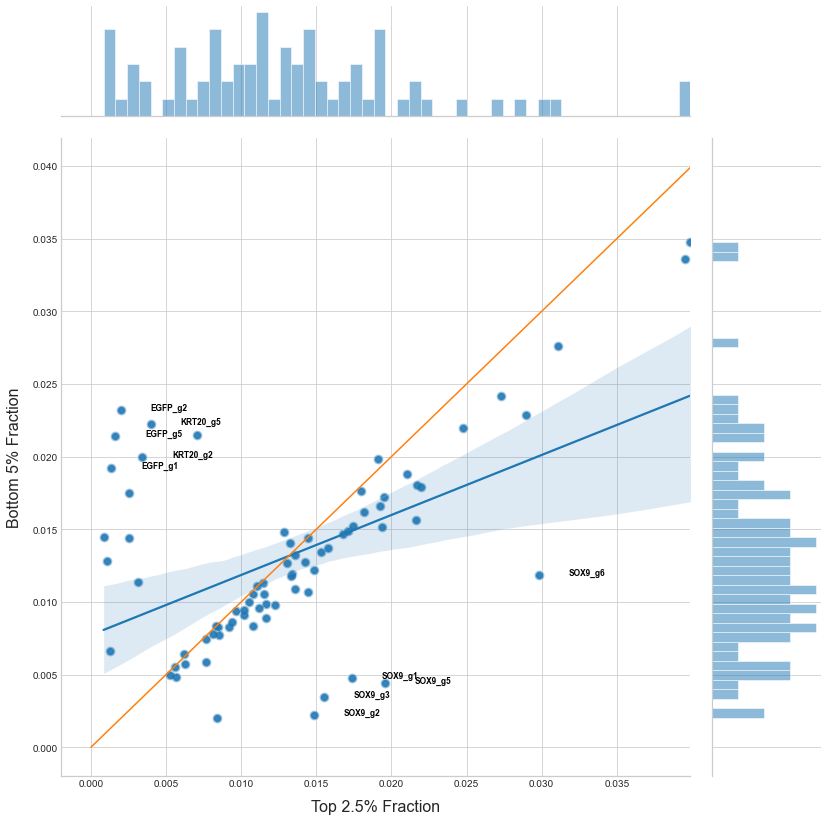 0.040
0.035
0.030
0.025
0.020
0.015
0.010
0.005
0.000
Bottom 5% Fraction
EGFP_g2
KRT20_g5
EGFP_g5
KRT20_g2
EGFP_g1
SOX9_g6
SOX9_g1
SOX9_g5
SOX9_g3
SOX9_g2
0.000 0.005 0.010 0.015 0.020 0.025 0.030 0.035
Top 2.5% Fraction